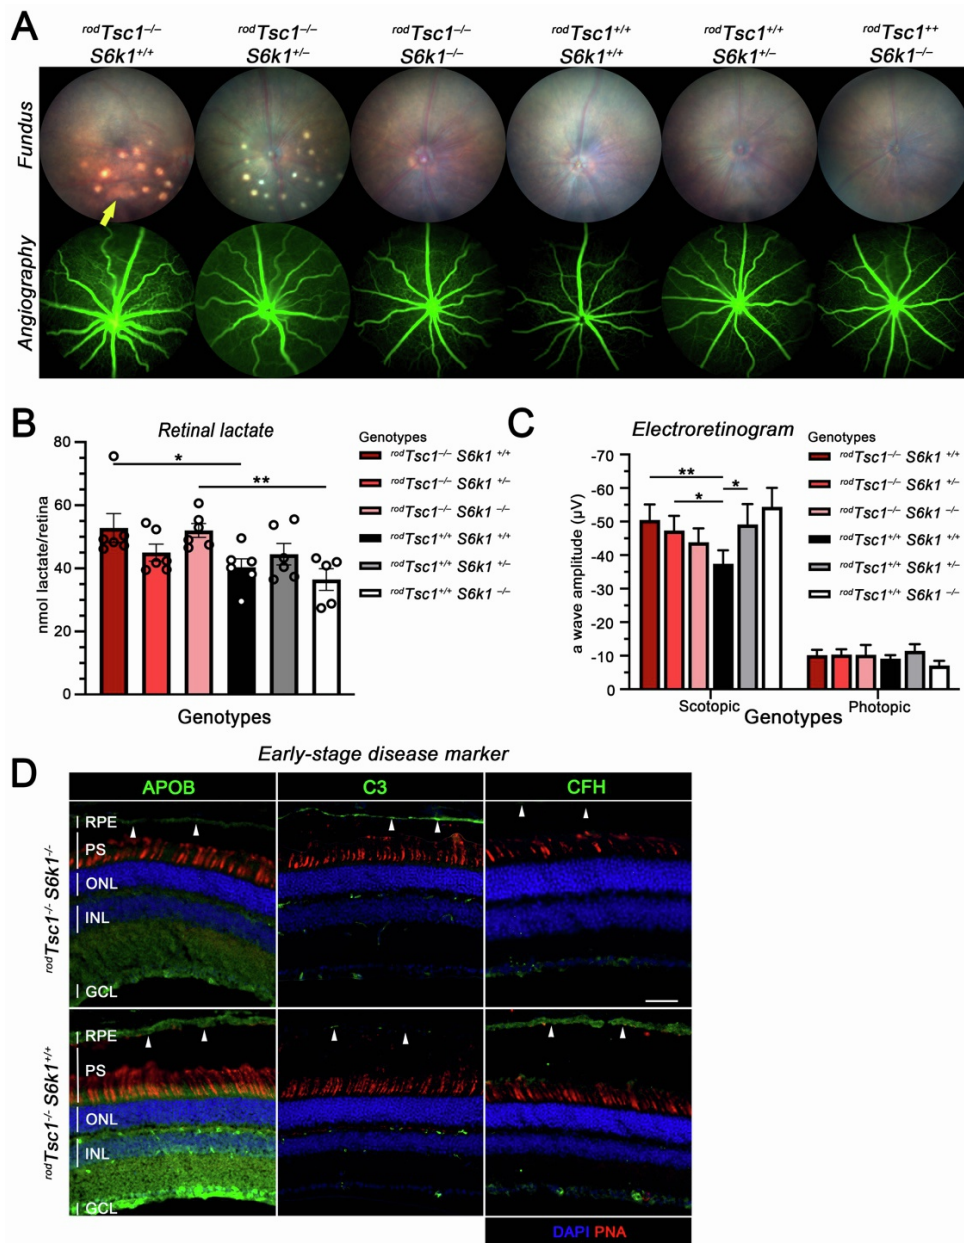 A
rodTsc1–/– rodTsc1–/– rodTsc1–/– rodTsc1+/+ rodTsc1+/+ rodTsc1++
S6k1+/+ S6k1+/– S6k1–/– S6k1+/+ S6k1+/– S6k1–/–
Fundus
Angiography
B
Retinal lactate
80
60
40
20
0
nmol lactate/retina
*
**
Genotypes
Genotypes
rodTsc1–/– S6k1 +/+
rodTsc1–/– S6k1 +/–
rodTsc1–/– S6k1 –/–
rodTsc1+/+ S6k1 +/+
rodTsc1+/+ S6k1 +/–
rodTsc1+/+ S6k1 –/–
C
Electroretinogram
-70
-60
-50
-40
-30
-20
-10
-0
a wave amplitude (µV)
**
*
*
Scotopic
Photopic
Genotypes
Genotypes
rodTsc1–/– S6k1 +/+
rodTsc1–/– S6k1 +/–
rodTsc1–/– S6k1 –/–
rodTsc1+/+ S6k1 +/+
rodTsc1+/+ S6k1 +/–
rodTsc1+/+ S6k1 –/–
D
Early-stage disease marker
APOB C3 CFH
rodTsc1-/- S6k1-/-
RPE
PS
ONL
INL
GCL
rodTsc1-/- S6k1+/+
RPE
PS
ONL
INL
GCL
DAPI PNA